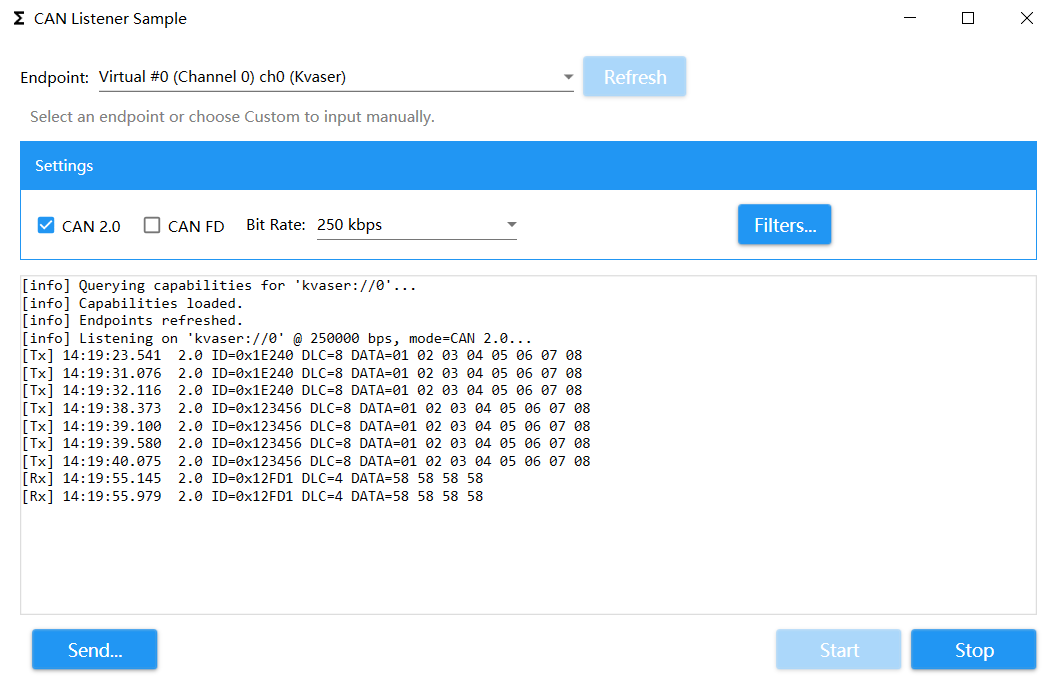 CAN Listener Sample
Endpoint: Virtual #0 (Channel 0) ch0 (Kvaser) Refresh
Select an endpoint or choose Custom to input manually.
Settings
CAN 2.0 CAN FD Bit Rate: 250 kbps Filters...
[info] Querying capabilities for 'kvaser://0'...
[info] Capabilities loaded.
[info] Endpoints refreshed.
[info] Listening on 'kvaser://0' @ 250000 bps, mode=CAN 2.0...
[Tx] 14:19:23.541  2.0 ID=0x1E240 DLC=8 DATA=01 02 03 04 05 06 07 08
[Tx] 14:19:31.076  2.0 ID=0x1E240 DLC=8 DATA=01 02 03 04 05 06 07 08
[Tx] 14:19:32.116  2.0 ID=0x1E240 DLC=8 DATA=01 02 03 04 05 06 07 08
[Tx] 14:19:38.373  2.0 ID=0x123456 DLC=8 DATA=01 02 03 04 05 06 07 08
[Tx] 14:19:39.100  2.0 ID=0x123456 DLC=8 DATA=01 02 03 04 05 06 07 08
[Tx] 14:19:39.580  2.0 ID=0x123456 DLC=8 DATA=01 02 03 04 05 06 07 08
[Tx] 14:19:40.075  2.0 ID=0x123456 DLC=8 DATA=01 02 03 04 05 06 07 08
[Rx] 14:19:55.145  2.0 ID=0x12FD1 DLC=4 DATA=58 58 58 58
[Rx] 14:19:55.979  2.0 ID=0x12FD1 DLC=4 DATA=58 58 58 58
Send... Start Stop